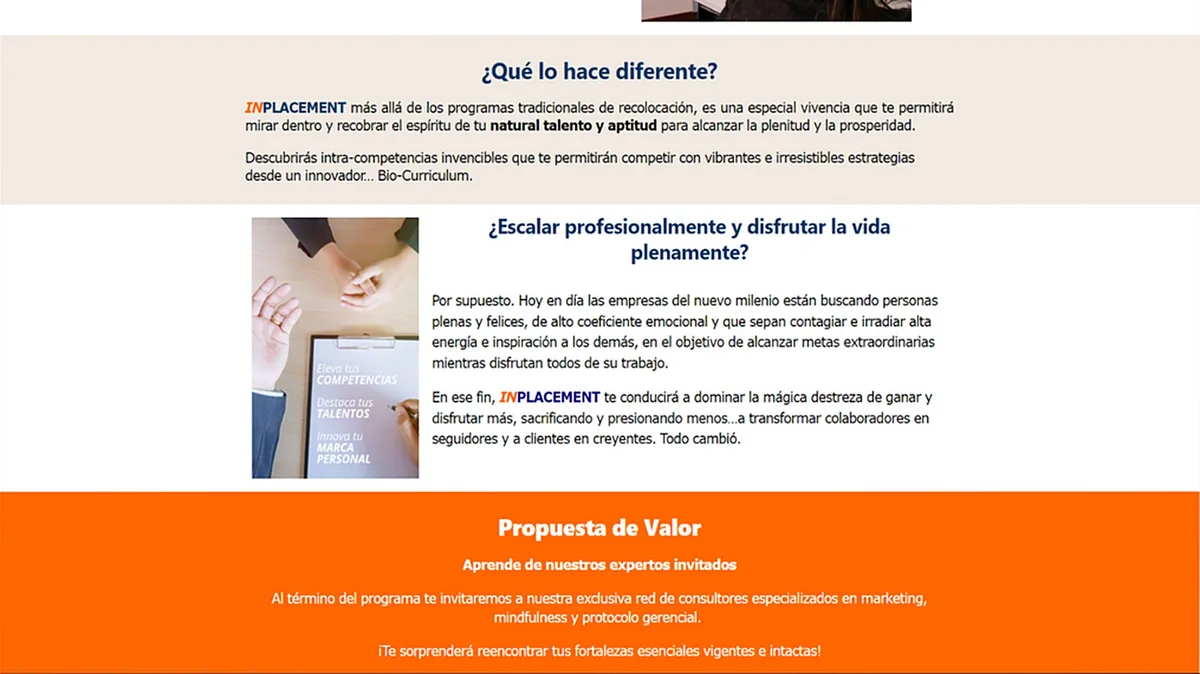 ¿Qué lo hace diferente?
INPLACEMENT más allá de los programas tradicionales de recolocación, es una especial vivencia que te permitirá
mirar dentro y recobrar el espíritu de tu natural talento y aptitud para alcanzar la plenitud y la prosperidad.
Descubrirás intra-competencias invencibles que te permitirán competir con vibrantes e irresistibles estrategias
desde un innovador... Bio-Curriculum.
¿Escalar profesionalmente y disfrutar la vida
plenamente?
Por supuesto. Hoy en día las empresas del nuevo milenio están buscando personas
plenas y felices, de alto coeficiente emocional y que sepan contagiar e irradiar alta
energía e inspiración a los demás, en el objetivo de alcanzar metas extraordinarias
mientras disfrutan todos de su trabajo.
En ese fin, INPLACEMENT te conducirá a dominar la mágica destreza de ganar y
disfrutar más, sacrificando y presionando menos...a transformar colaboradores en
seguidores y a clientes en creyentes. Todo cambió.
Eleva tus
COMPETENCIAS
Destaca tus
TALENTOS
Innova tu
MARCA
PERSONAL
Propuesta de Valor
Aprende de nuestros expertos invitados
Al término del programa te invitaremos a nuestra exclusiva red de consultores especializados en marketing,
mindfulness y protocolo gerencial.
¡Te sorprenderá reencontrar tus fortalezas esenciales vigentes e intactas!